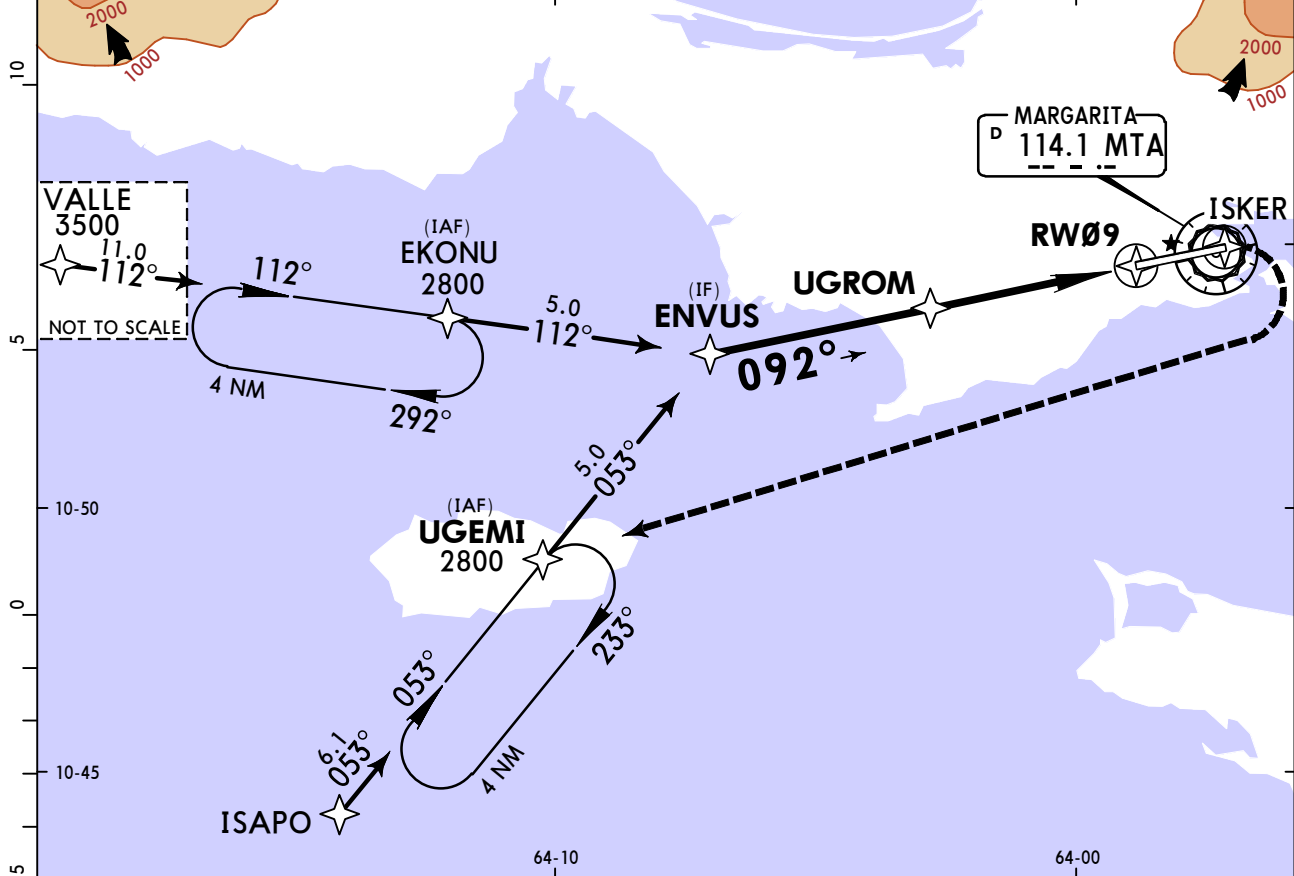 2000
1000
2000
1000
10
MARGARITA
D 114.1 MTA
ISKER
RWØ9
VALLE
3500
11.0
112°
NOT TO SCALE
112°
(IAF)
EKONU
2800
5.0
112°
(IF)
ENVUS
UGROM
092°
5
4 NM
292°
5.0
053°
10-50
(IAF)
UGEMI
2800
0
233°
053°
6.1
053°
4 NM
10-45
ISAPO
5
64-10
64-00